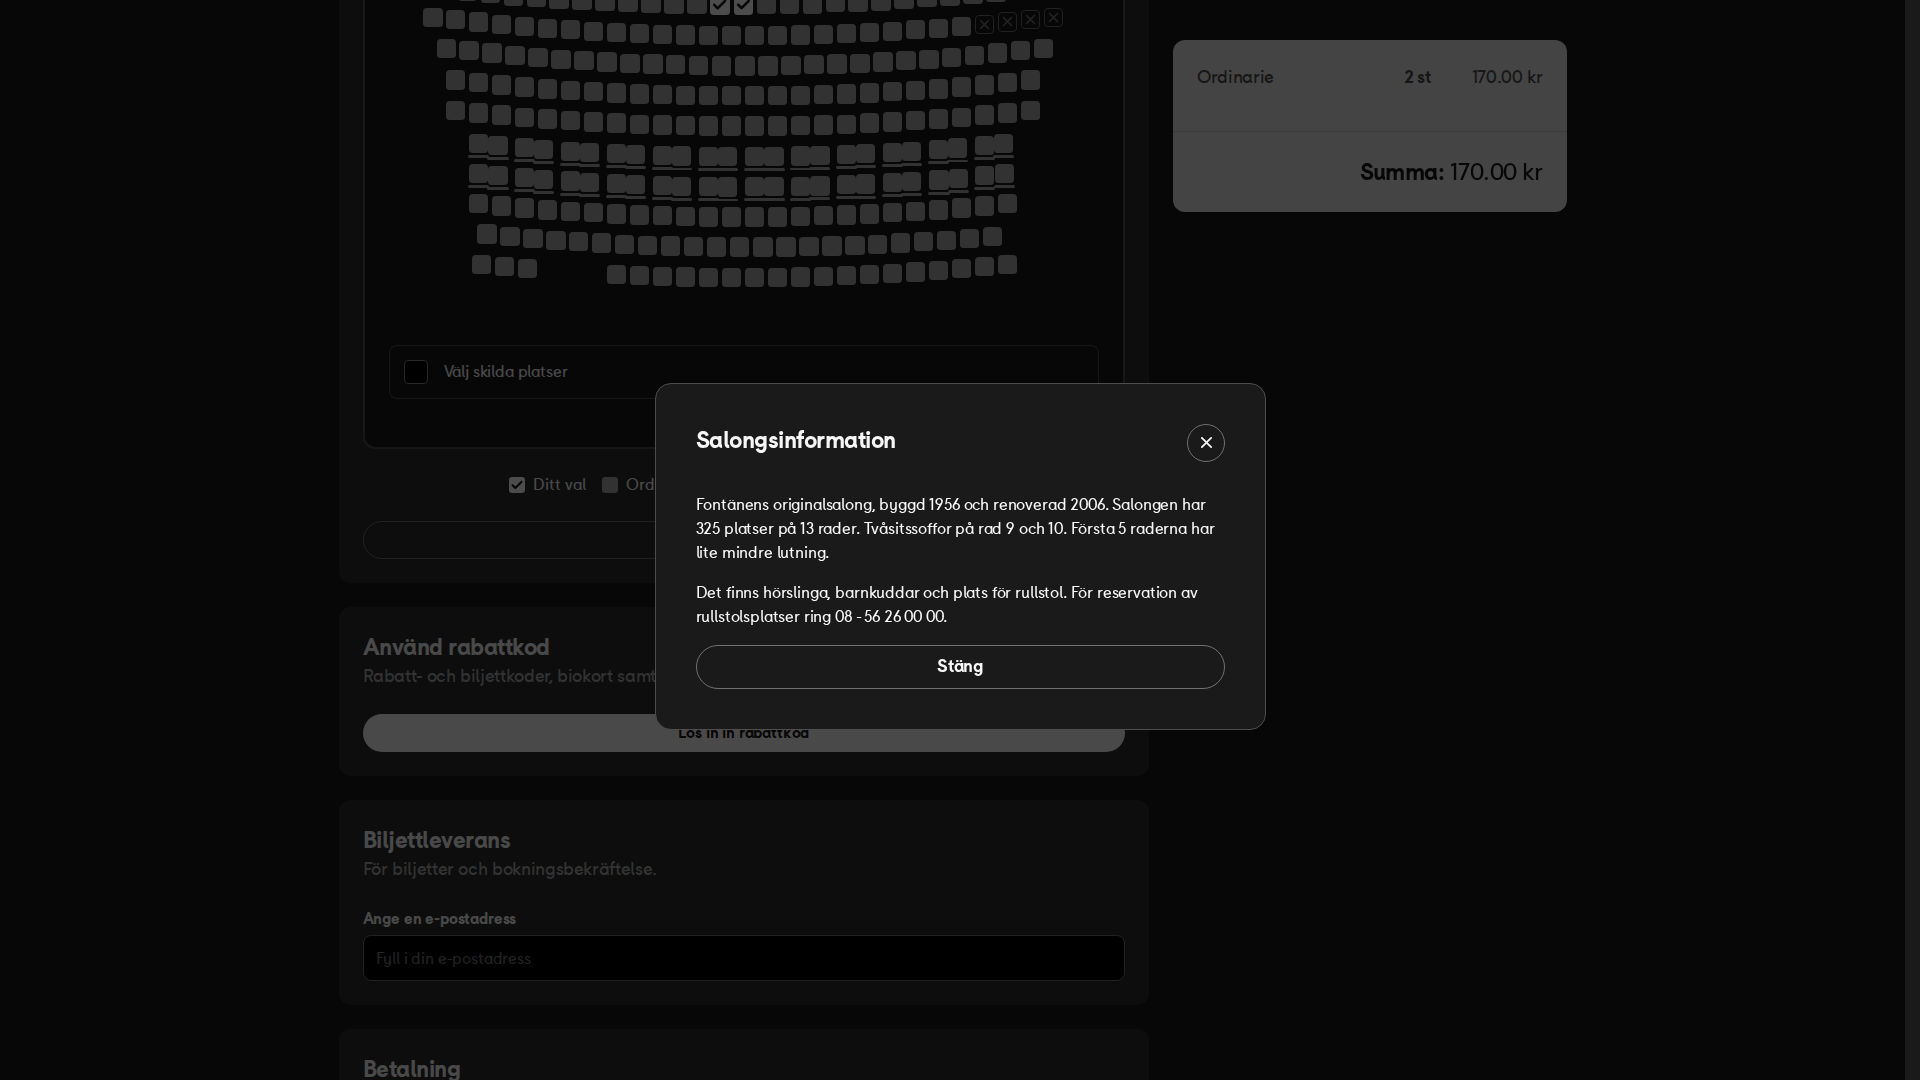 Ordinarie 2 st 170.00 kr
Summa: 170.00 kr
Välj skilda platser
Ditt val Ord
Salongsinformation
Fontänens originalsalong, byggd 1956 och renoverad 2006. Salongen har
325 platser på 13 rader. Tvåsitssoffor på rad 9 och 10. Första 5 raderna har
lite mindre lutning.
Det finns hörslinga, barnkuddar och plats för rullstol. För reservation av
rullstolsplatser ring 08 - 56 26 00 00.
Stäng
Använd rabattkod
Rabatt- och biljettkoder, biokort samt
Lös in in rabattkod
Biljettleverans
För biljetter och bokningsbekräftelse.
Ange en e-postadress
Fyll i din e-postadress
Betalning